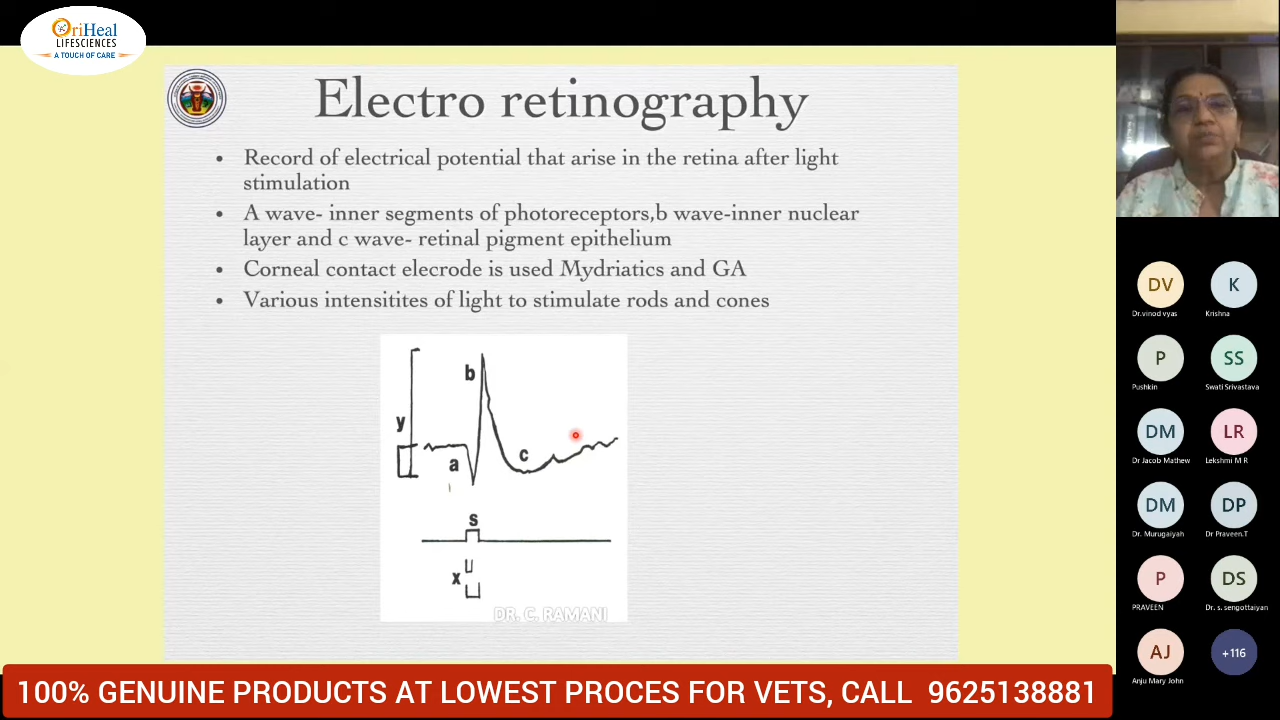 OriHeal
LIFESCIENCES
A TOUCH OF CARE
Electro retinography
• Record of electrical potential that arise in the retina after light
stimulation
• A wave- inner segments of photoreceptors,b wave-inner nuclear
layer and c wave- retinal pigment epithelium
• Corneal contact elecrode is used Mydriatics and GA
• Various intensitites of light to stimulate rods and cones
b
y
a
c
s
x
DR. C. RAMANI
DV
K
Dr.vinod vyas
Krishna
P
SS
Pushkin
Swati Srivastava
DM
LR
Dr Jacob Mathew
Lekshmi M R
DM
DP
Dr. Murugaiyah
Dr Praveen.T
P
DS
PRAVEEN
Dr. s. sengottaiyan
AJ
+116
Anju Mary John
100% GENUINE PRODUCTS AT LOWEST PROCES FOR VETS, CALL 9625138881